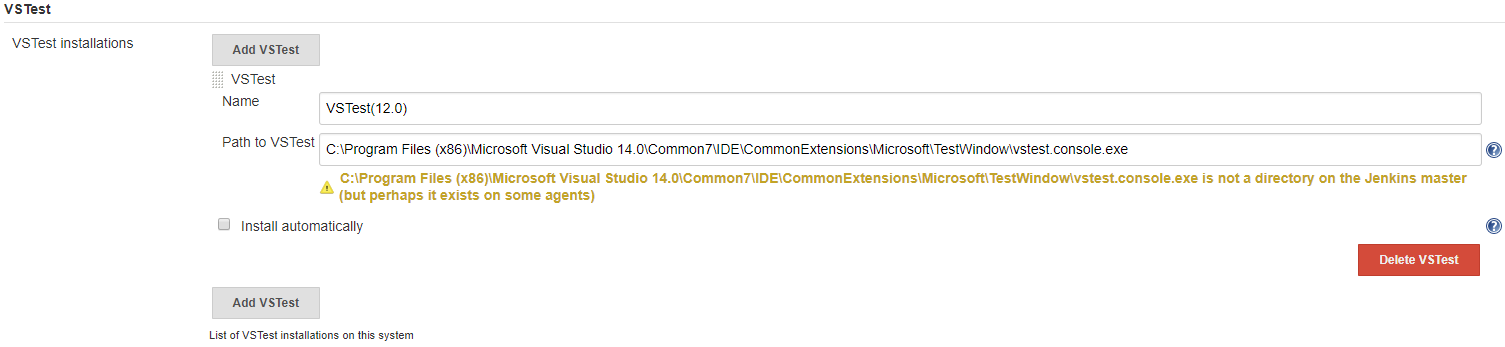 VSTest
VSTest installations
Add VSTest
VSTest
Name
VSTest(12.0)
Path to VSTest
C:\Program Files (x86)\Microsoft Visual Studio 14.0\Common7\IDE\CommonExtensions\Microsoft\TestWindow\vstest.console.exe
?
C:\Program Files (x86)\Microsoft Visual Studio 14.0\Common7\IDE\CommonExtensions\Microsoft\TestWindow\vstest.console.exe is not a directory on the Jenkins master
(but perhaps it exists on some agents)
Install automatically
?
Delete VSTest
Add VSTest
List of VSTest installations on this system